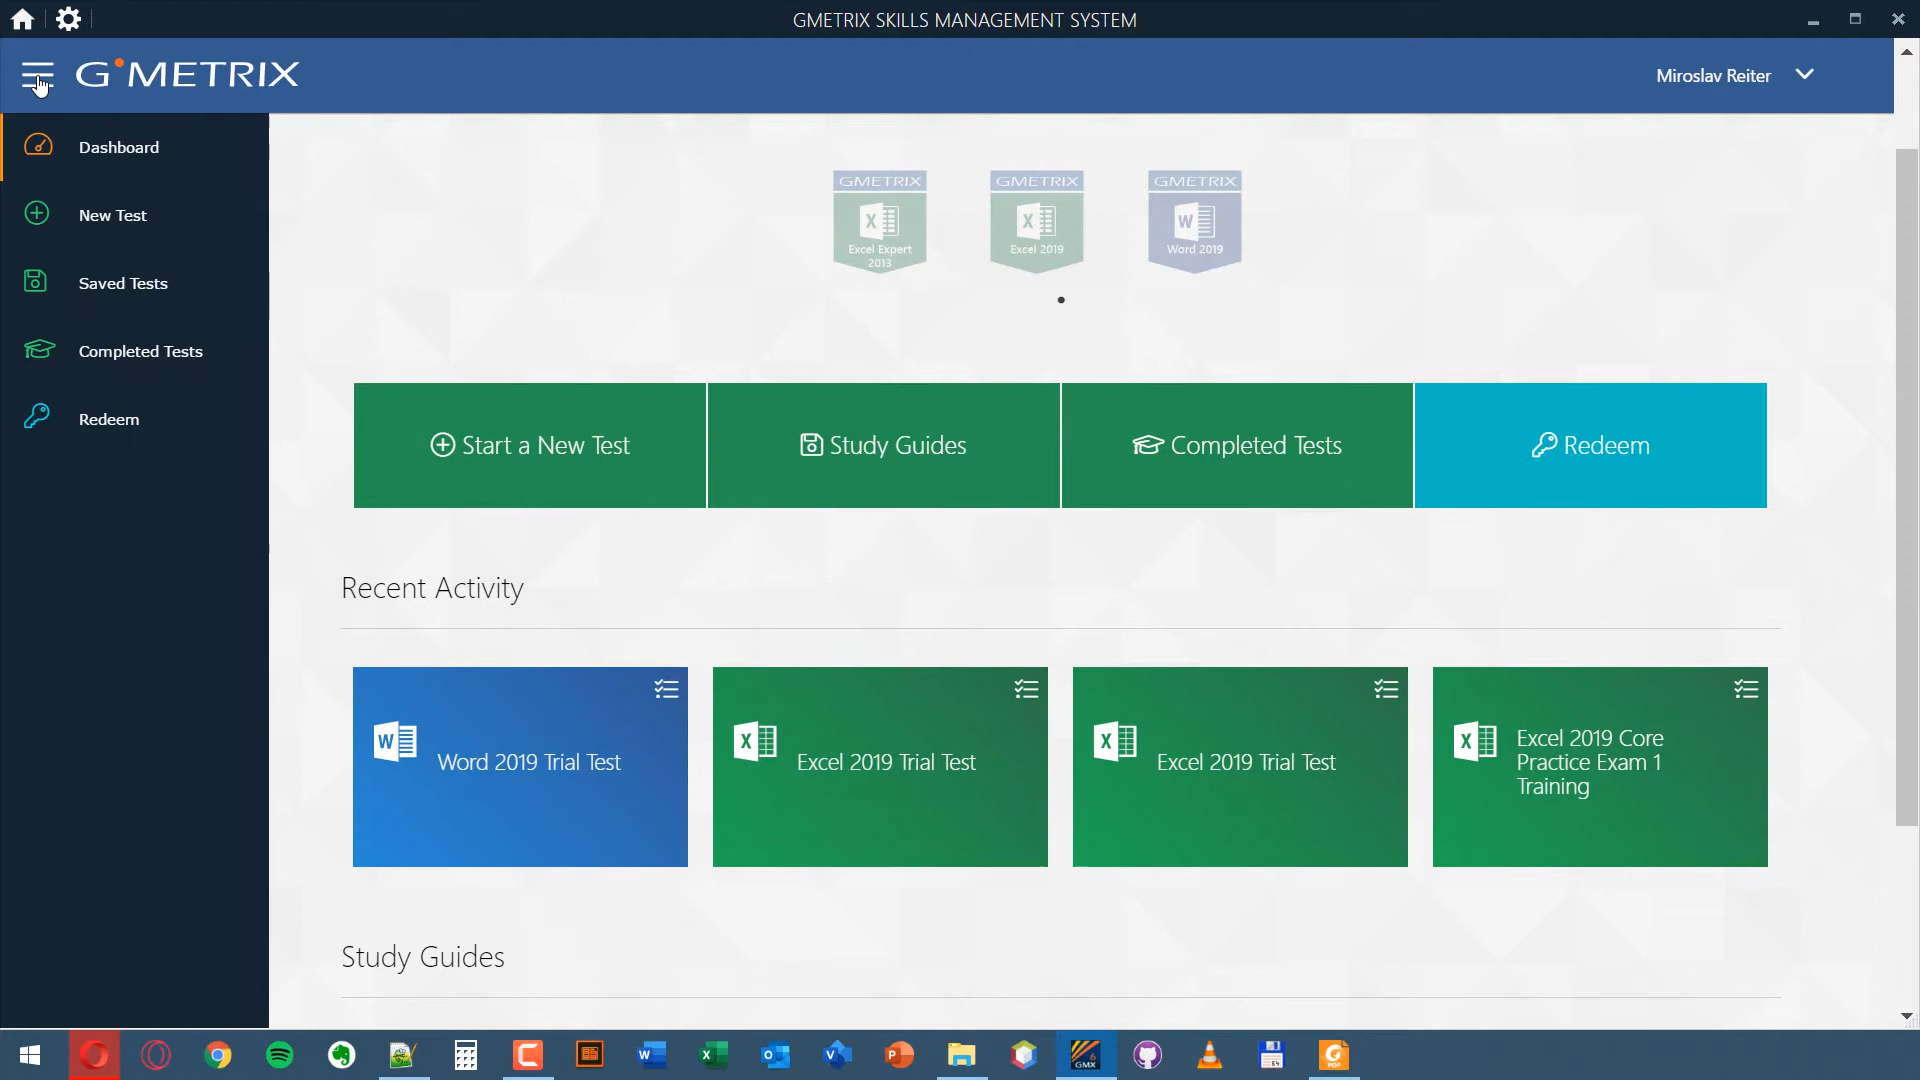 GMETRIX SKILLS MANAGEMENT SYSTEM
GMETRIX
Miroslav Reiter
Dashboard
New Test
Saved Tests
Completed Tests
Redeem
GMETRIX
Excel Expert
2013
GMETRIX
Excel 2019
GMETRIX
Word 2019
Start a New Test
Study Guides
Completed Tests
Redeem
Recent Activity
Word 2019 Trial Test
Excel 2019 Trial Test
Excel 2019 Trial Test
Excel 2019 Core
Practice Exam 1
Training
Study Guides